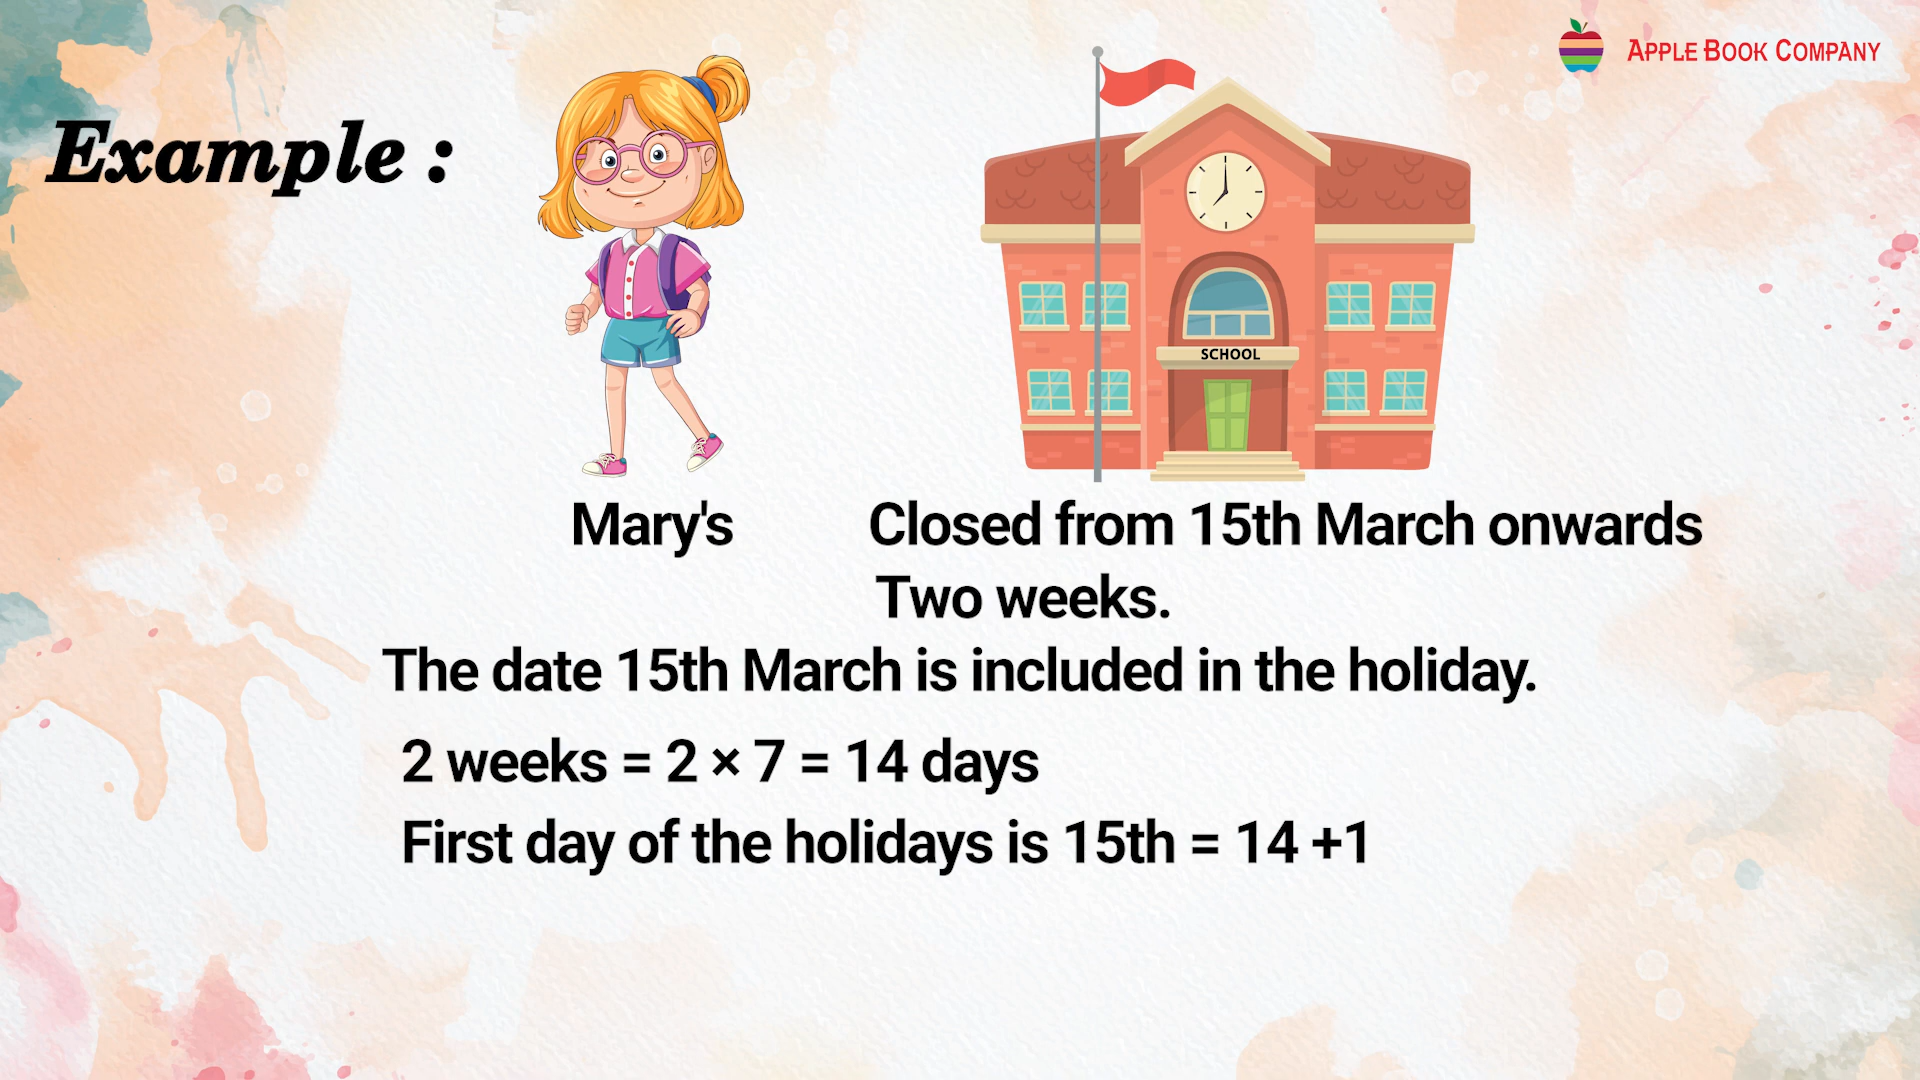 APPLE BOOK COMPANY
Example :
SCHOOL
Mary's Closed from 15th March onwards
Two weeks.
The date 15th March is included in the holiday.
2 weeks = 2 × 7 = 14 days
First day of the holidays is 15th = 14 +1